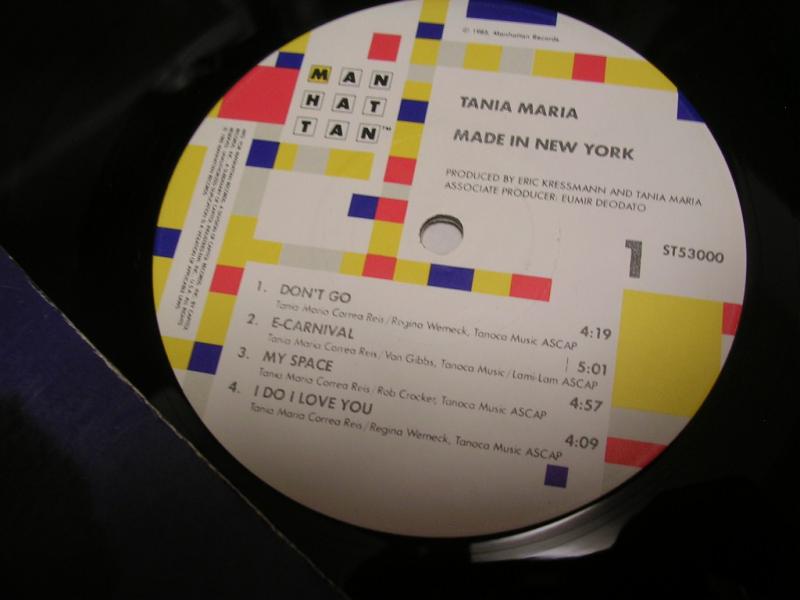 © 1985, Manhattan Records
MAN
HAT
TAN™
TANIA MARIA
MADE IN NEW YORK
PRODUCED BY ERIC KRESSMANN AND TANIA MARIA
ASSOCIATE PRODUCER: EUMIR DEODATO
1 ST53000
1. DON'T GO
Tania Maria Correa Reis/Regina Werneck, Tanoca Music ASCAP 4:19
2. E-CARNIVAL
Tania Maria Correa Reis/Van Gibbs, Tanoca Music/Lami-Lam ASCAP 5:01
3. MY SPACE
Tania Maria Correa Reis/Rob Crocker, Tanoca Music ASCAP 4:57
4. I DO I LOVE YOU
Tania Maria Correa Reis/Regina Werneck, Tanoca Music ASCAP 4:09